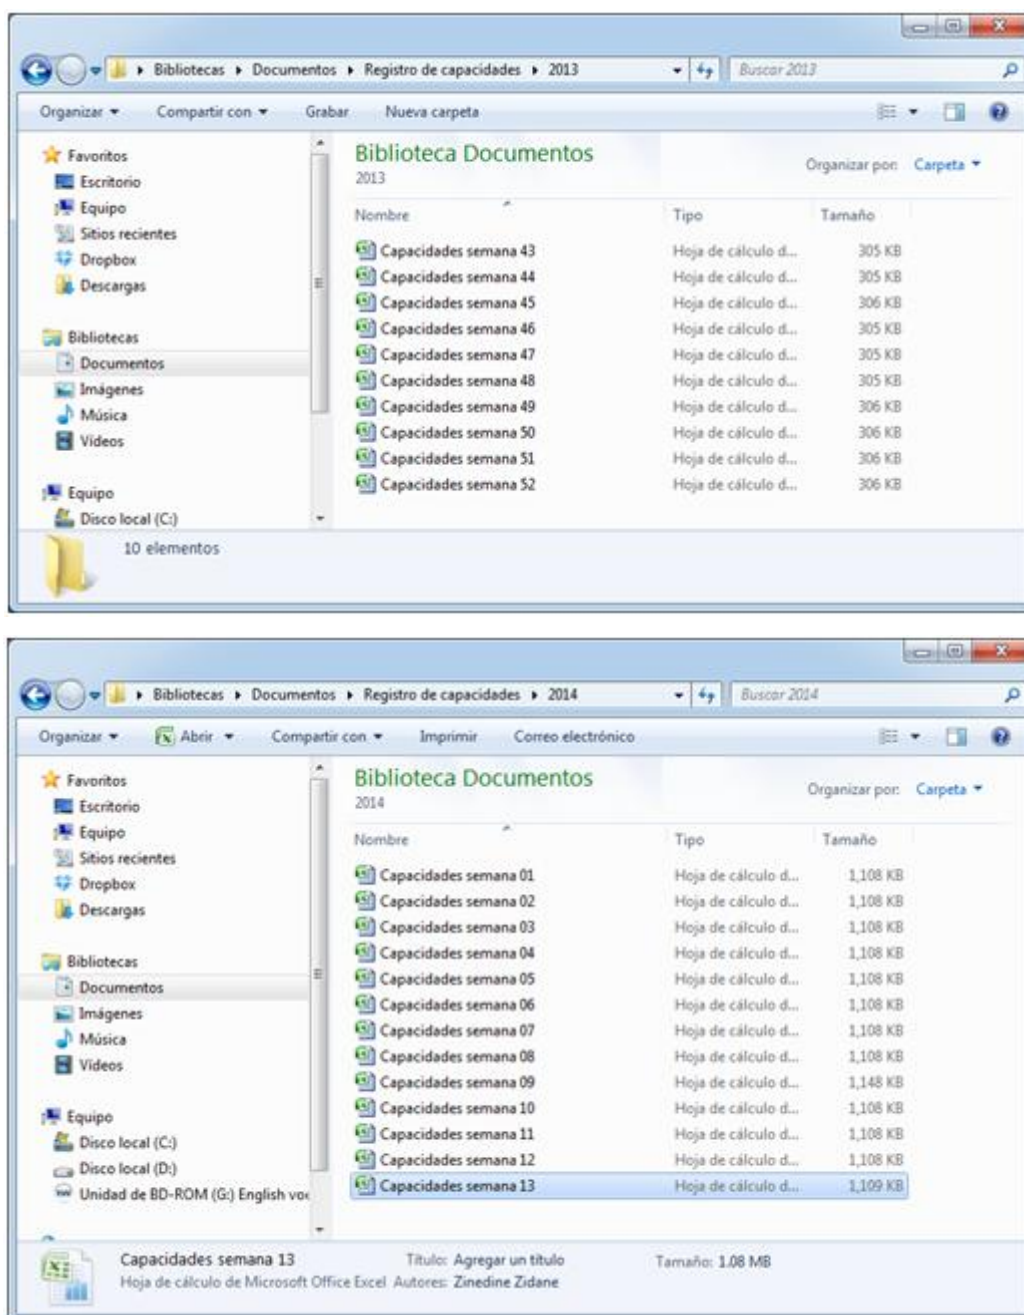 Bibliotecas Documentos Registro de capacidades 2013 Buscar 2013
Organizar Compartir con Grabar Nueva carpeta
Favoritos
Escritorio
Equipo
Sitios recientes
Dropbox
Descargas
Bibliotecas
Documentos
Imágenes
Música
Vídeos
Equipo
Disco local (C:)
Biblioteca Documentos
2013
Organizar por: Carpeta
Nombre Tipo Tamaño
Capacidades semana 43 Hoja de cálculo d... 305 KB
Capacidades semana 44 Hoja de cálculo d... 305 KB
Capacidades semana 45 Hoja de cálculo d... 306 KB
Capacidades semana 46 Hoja de cálculo d... 305 KB
Capacidades semana 47 Hoja de cálculo d... 305 KB
Capacidades semana 48 Hoja de cálculo d... 305 KB
Capacidades semana 49 Hoja de cálculo d... 306 KB
Capacidades semana 50 Hoja de cálculo d... 306 KB
Capacidades semana 51 Hoja de cálculo d... 306 KB
Capacidades semana 52 Hoja de cálculo d... 306 KB
10 elementos
Bibliotecas Documentos Registro de capacidades 2014 Buscar 2014
Organizar Abrir Compartir con Imprimir Correo electrónico
Favoritos
Escritorio
Equipo
Sitios recientes
Dropbox
Descargas
Bibliotecas
Documentos
Imágenes
Música
Vídeos
Equipo
Disco local (C:)
Disco local (D:)
Unidad de BD-ROM (G:) English voc
Biblioteca Documentos
2014
Organizar por: Carpeta
Nombre Tipo Tamaño
Capacidades semana 01 Hoja de cálculo d... 1,108 KB
Capacidades semana 02 Hoja de cálculo d... 1,108 KB
Capacidades semana 03 Hoja de cálculo d... 1,108 KB
Capacidades semana 04 Hoja de cálculo d... 1,108 KB
Capacidades semana 05 Hoja de cálculo d... 1,108 KB
Capacidades semana 06 Hoja de cálculo d... 1,108 KB
Capacidades semana 07 Hoja de cálculo d... 1,108 KB
Capacidades semana 08 Hoja de cálculo d... 1,108 KB
Capacidades semana 09 Hoja de cálculo d... 1,148 KB
Capacidades semana 10 Hoja de cálculo d... 1,108 KB
Capacidades semana 11 Hoja de cálculo d... 1,108 KB
Capacidades semana 12 Hoja de cálculo d... 1,108 KB
Capacidades semana 13 Hoja de cálculo d... 1,109 KB
Capacidades semana 13 Título: Agregar un título Tamaño: 1.08 MB
Hoja de cálculo de Microsoft Office Excel Autores: Zinedine Zidane